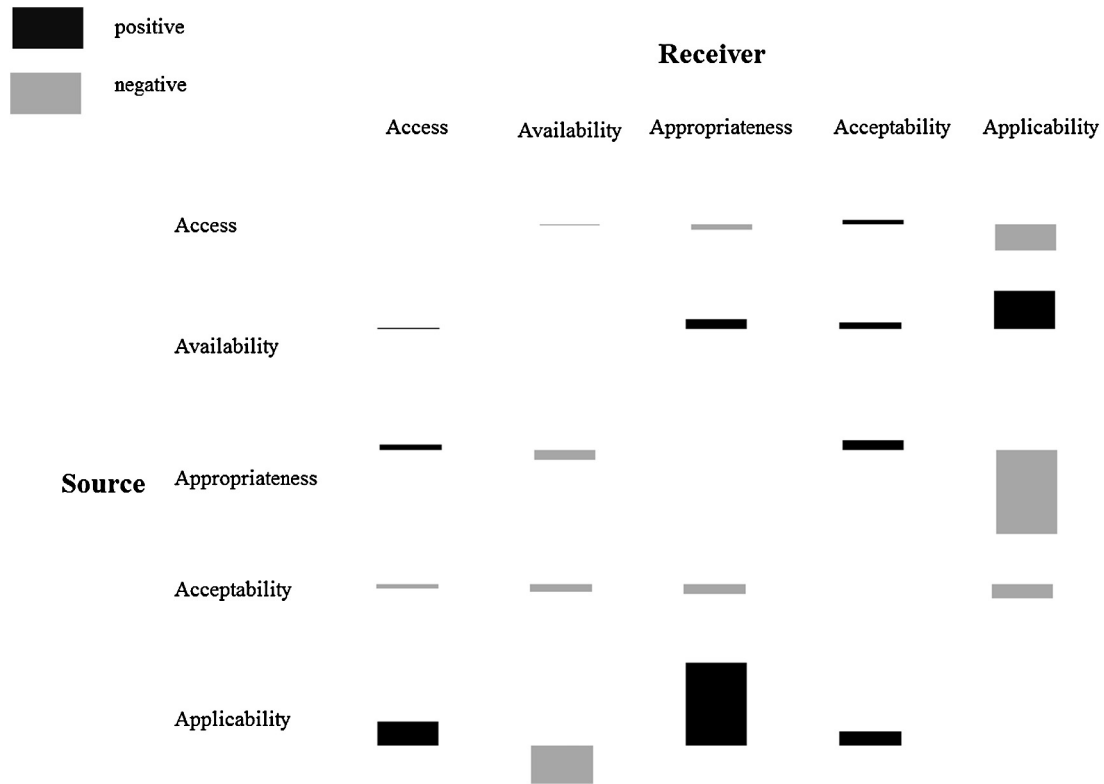 positive
negative
Receiver
Access Availability Appropriateness Acceptability Applicability
Access
Availability
Source Appropriateness
Acceptability
Applicability